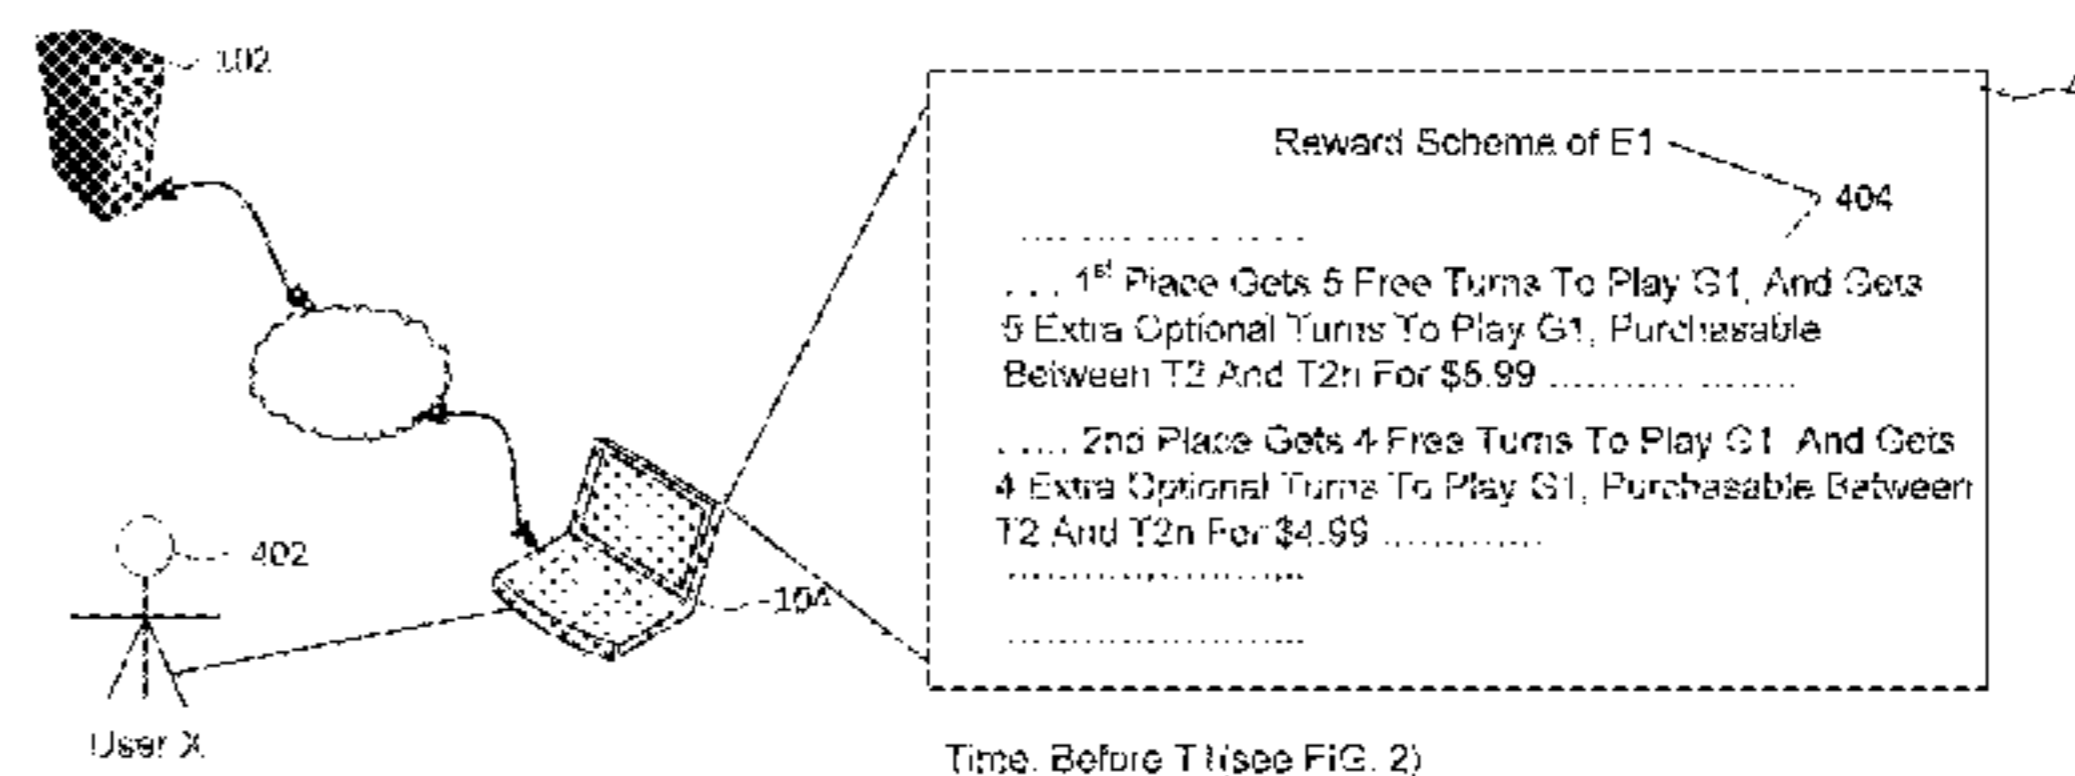 102
Reward Scheme of E1
404
.... 1st Place Gets 5 Free Turns To Play G1, And Gets
5 Extra Optional Turns To Play G1, Purchasable
Between T2 And T2n For $5.99 ....................
...... 2nd Place Gets 4 Free Turns To Play G1, And Gets
4 Extra Optional Turns To Play G1, Purchasable Between
T2 And T2n For $4.99 .............
402
104
User X
Time: Before T1(see FIG. 2)